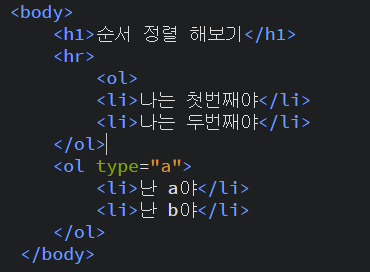 <body>
<h1>순서 정렬 해보기</h1>
<hr>
<ol>
<li>나는 첫번째야</li>
<li>나는 두번째야</li>
</ol>
<ol type="a">
<li>난 a야</li>
<li>난 b야</li>
</ol>
</body>